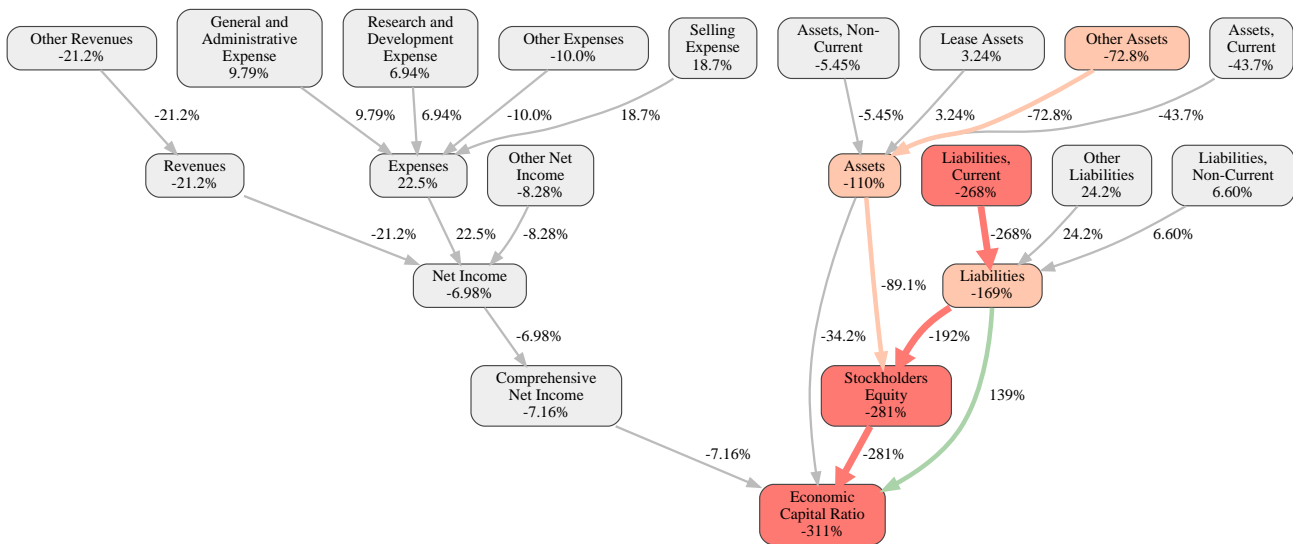 Other Revenues
-21.2%
General and
Administrative
Expense
9.79%
Research and
Development
Expense
6.94%
Other Expenses
-10.0%
Selling
Expense
18.7%
Assets, Non-
Current
-5.45%
Lease Assets
3.24%
Other Assets
-72.8%
Assets,
Current
-43.7%
-21.2%
9.79%
6.94%
-10.0%
18.7%
-5.45%
3.24%
-72.8%
-43.7%
Revenues
-21.2%
Expenses
22.5%
Other Net
Income
-8.28%
Assets
-110%
Liabilities,
Current
-268%
Other
Liabilities
24.2%
Liabilities,
Non-Current
6.60%
-21.2%
22.5%
-8.28%
-268%
24.2%
6.60%
Net Income
-6.98%
Liabilities
-169%
-89.1%
-6.98%
-34.2%
-192%
Comprehensive
Net Income
-7.16%
Stockholders
Equity
-281%
139%
-7.16%
-281%
Economic
Capital Ratio
-311%